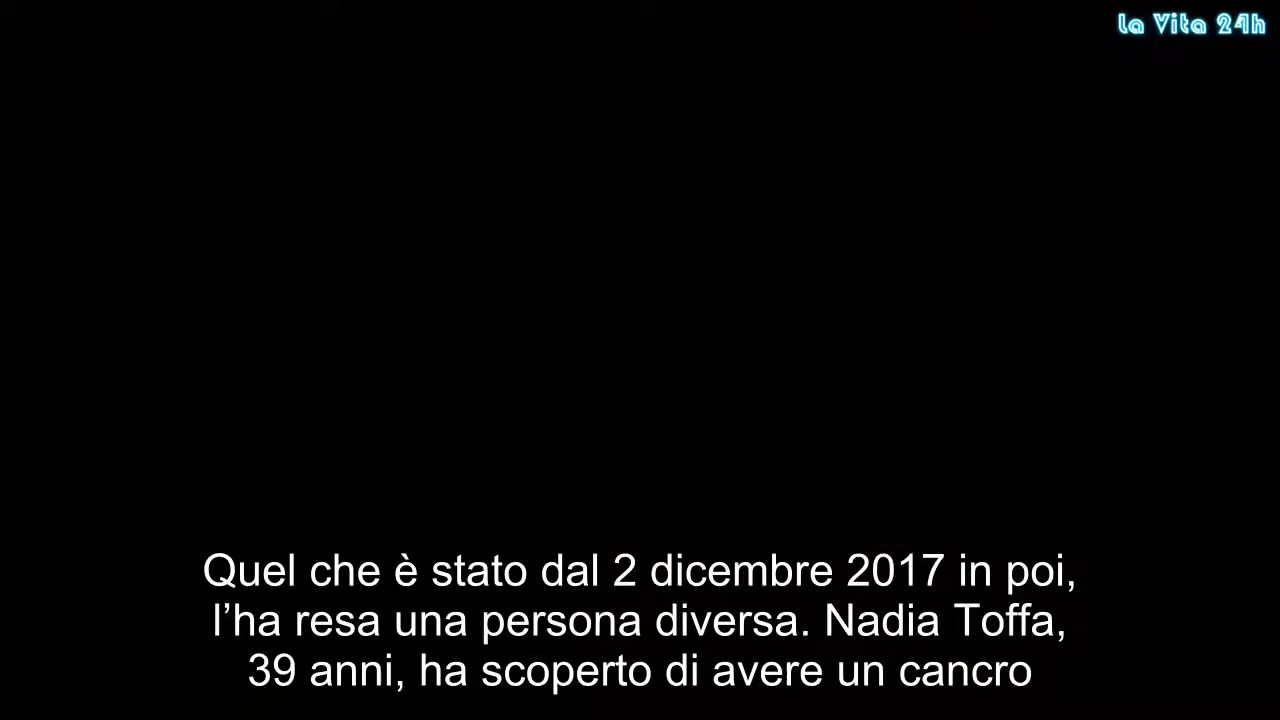 la Vita 24h
Quel che è stato dal 2 dicembre 2017 in poi,
l’ha resa una persona diversa. Nadia Toffa,
39 anni, ha scoperto di avere un cancro